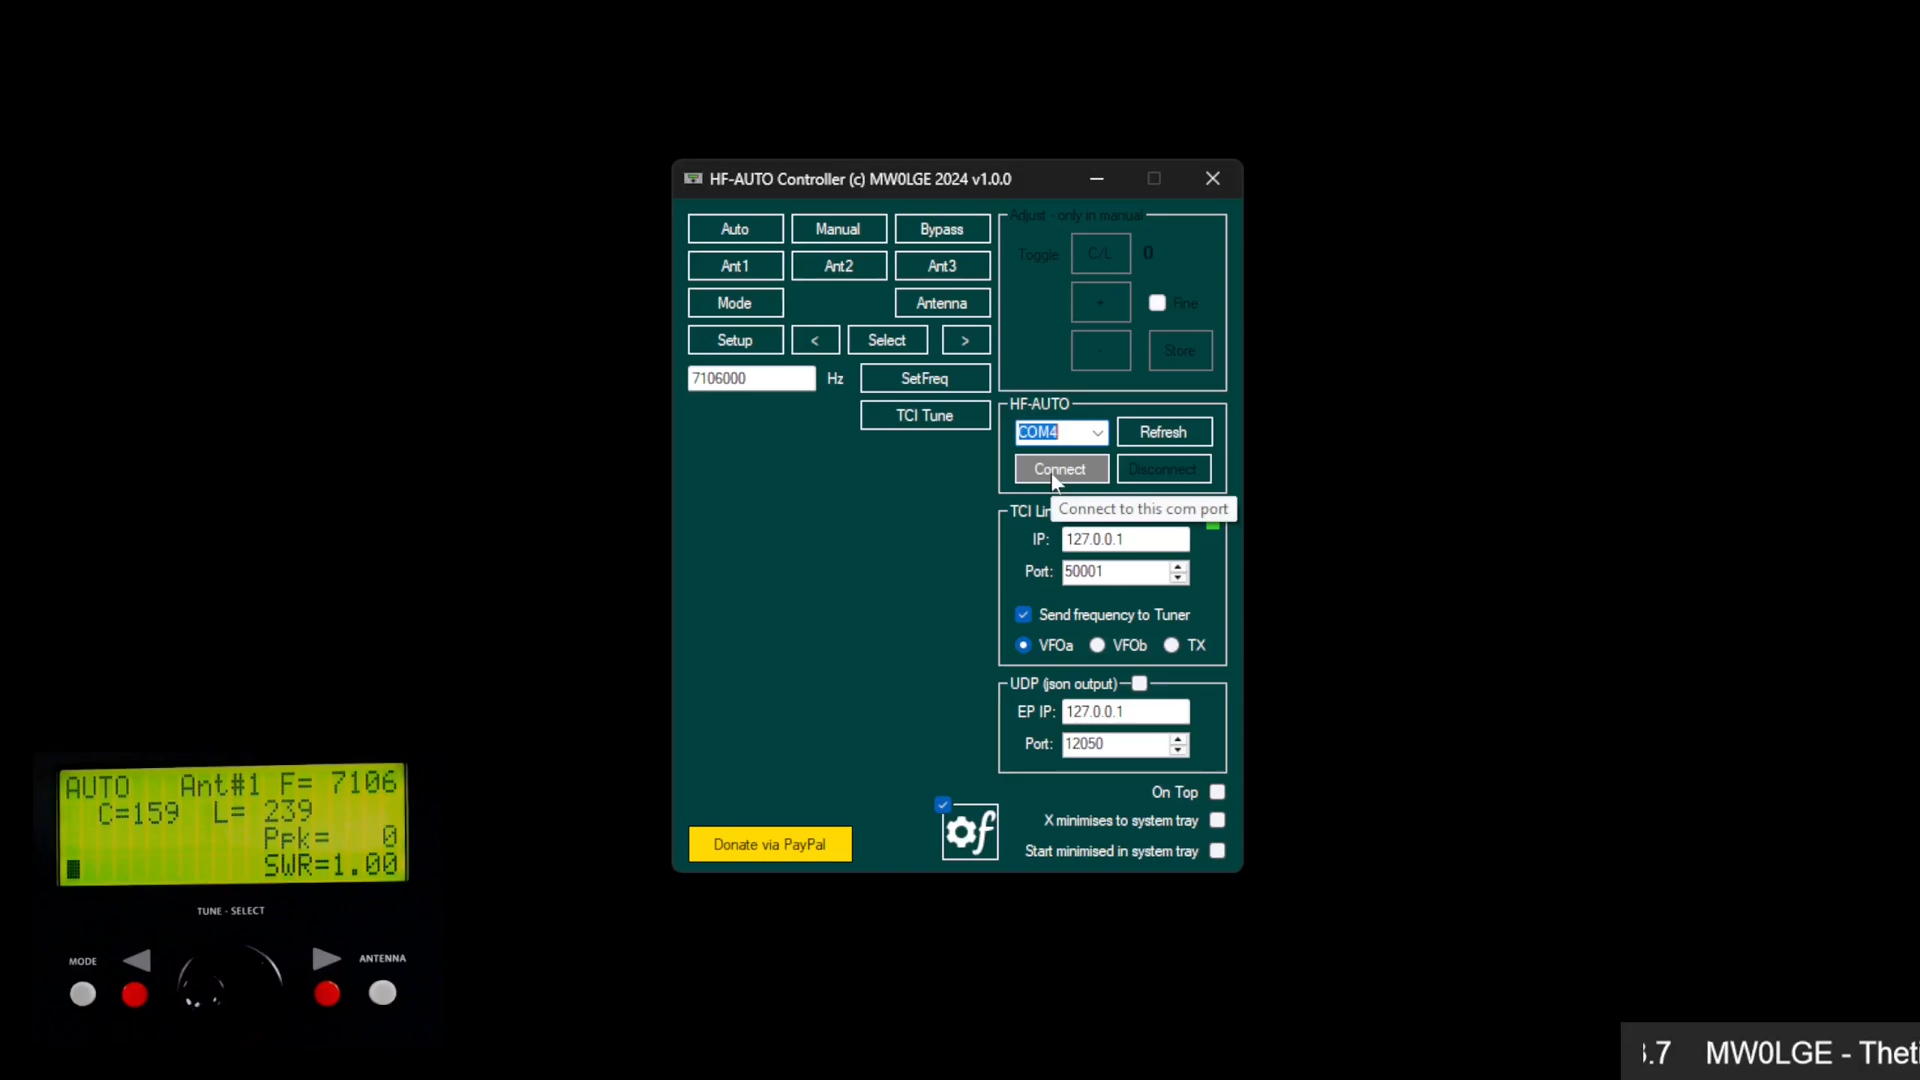 HF-AUTO Controller (c) MW0LGE 2024 v1.0.0
Auto Manual Bypass
Ant1 Ant2 Ant3
Mode Antenna
Setup < Select >
7106000 Hz SetFreq
TCI Tune
Adjust - only in manual
Toggle C/L 0
+ Fine
- Store
HF-AUTO
COM4 Refresh
Connect Disconnect
Connect to this com port
TCI Lin
IP: 127.0.0.1
Port: 50001
Send frequency to Tuner
VFOa VFOb TX
UDP (json output)
EP IP: 127.0.0.1
Port: 12050
On Top
X minimises to system tray
Start minimised in system tray
Donate via PayPal
f
AUTO Ant#1 F= 7106
C=159 L= 239
Ppk= 0
SWR=1.00
TUNE - SELECT
MODE ANTENNA
3.7 MW0LGE - Theti